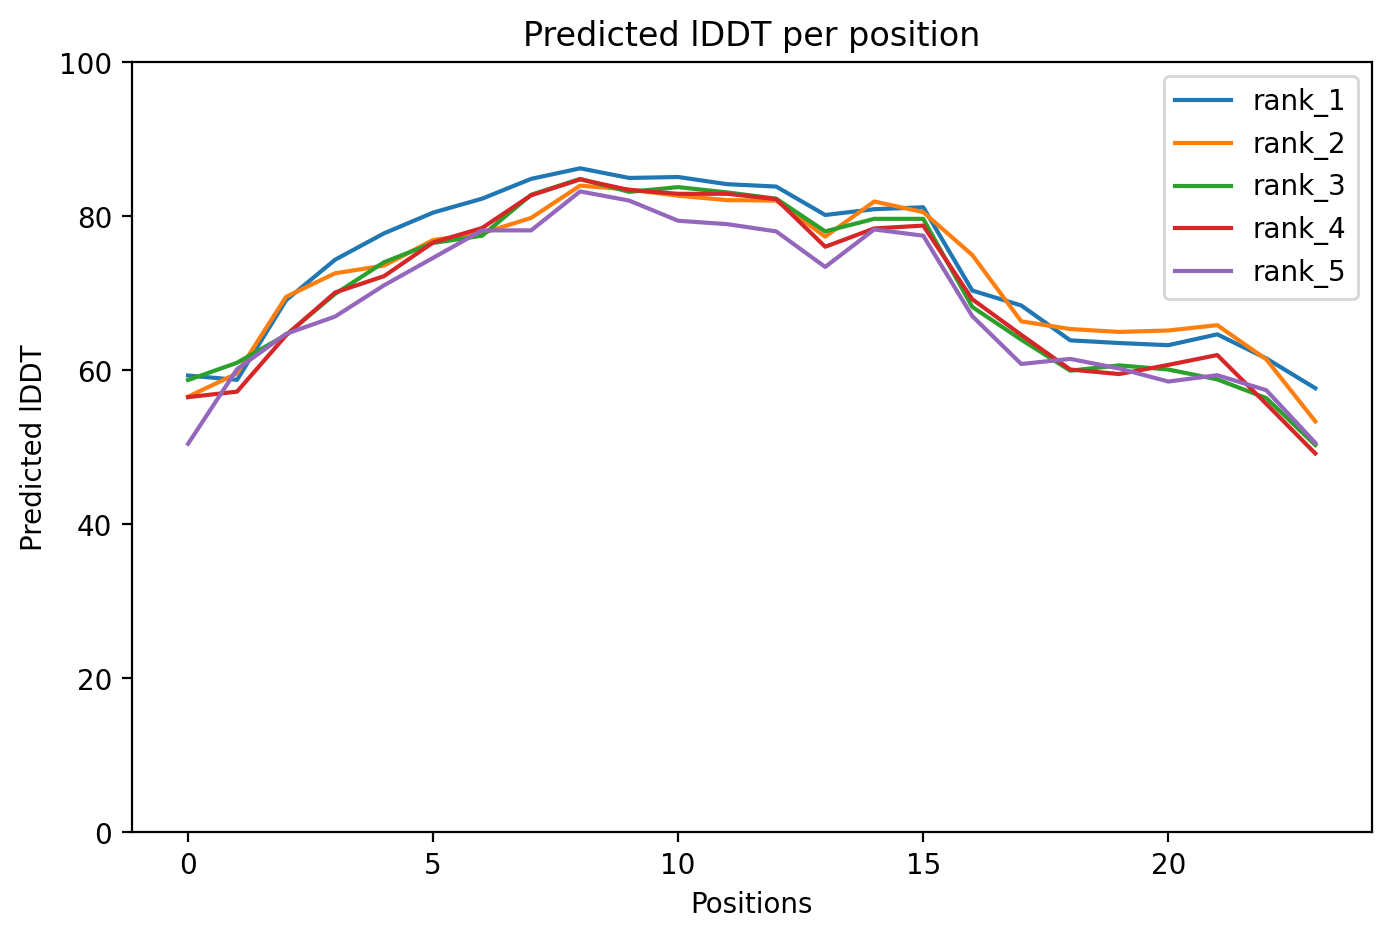 Predicted lDDT per position
100
80
60
40
20
0
Predicted lDDT
0 5 10 15 20
Positions
rank_1
rank_2
rank_3
rank_4
rank_5